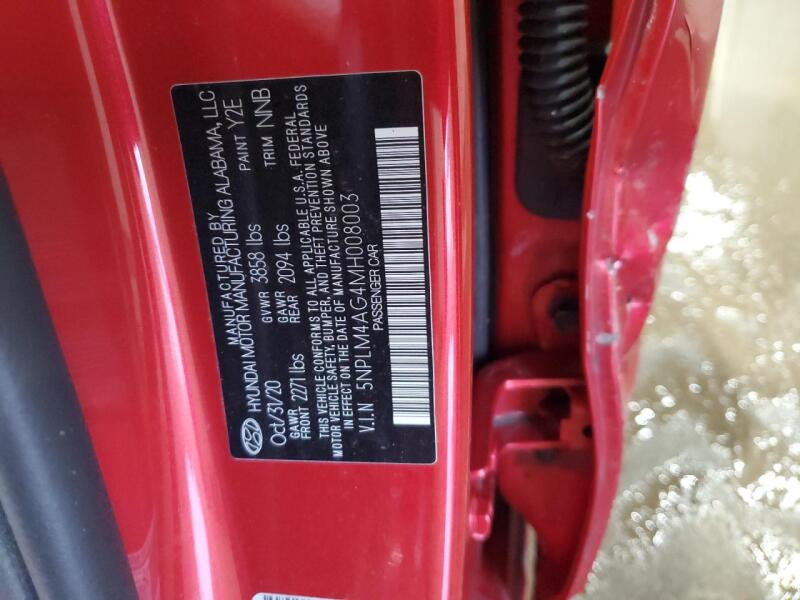 MANUFACTURED BY
HYUNDAI MOTOR MANUFACTURING ALABAMA, LLC
Oct/31/20 GVWR 3858 lbs PAINT Y2E
GAWR FRONT 2271 lbs GAWR REAR 2094 lbs TRIM NNB
THIS VEHICLE CONFORMS TO ALL APPLICABLE U.S.A. FEDERAL
MOTOR VEHICLE SAFETY, BUMPER, AND THEFT PREVENTION STANDARDS
IN EFFECT ON THE DATE OF MANUFACTURE SHOWN ABOVE
V.I.N 5NPLM4AG4MH008003
PASSENGER CAR